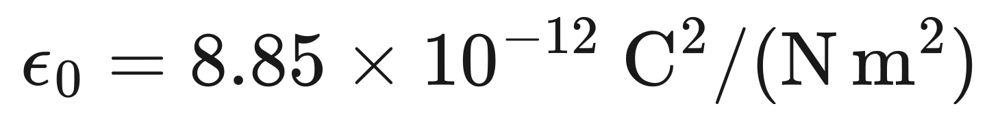 ϵ₀ = 8.85 × 10⁻¹² C²/(N m²)